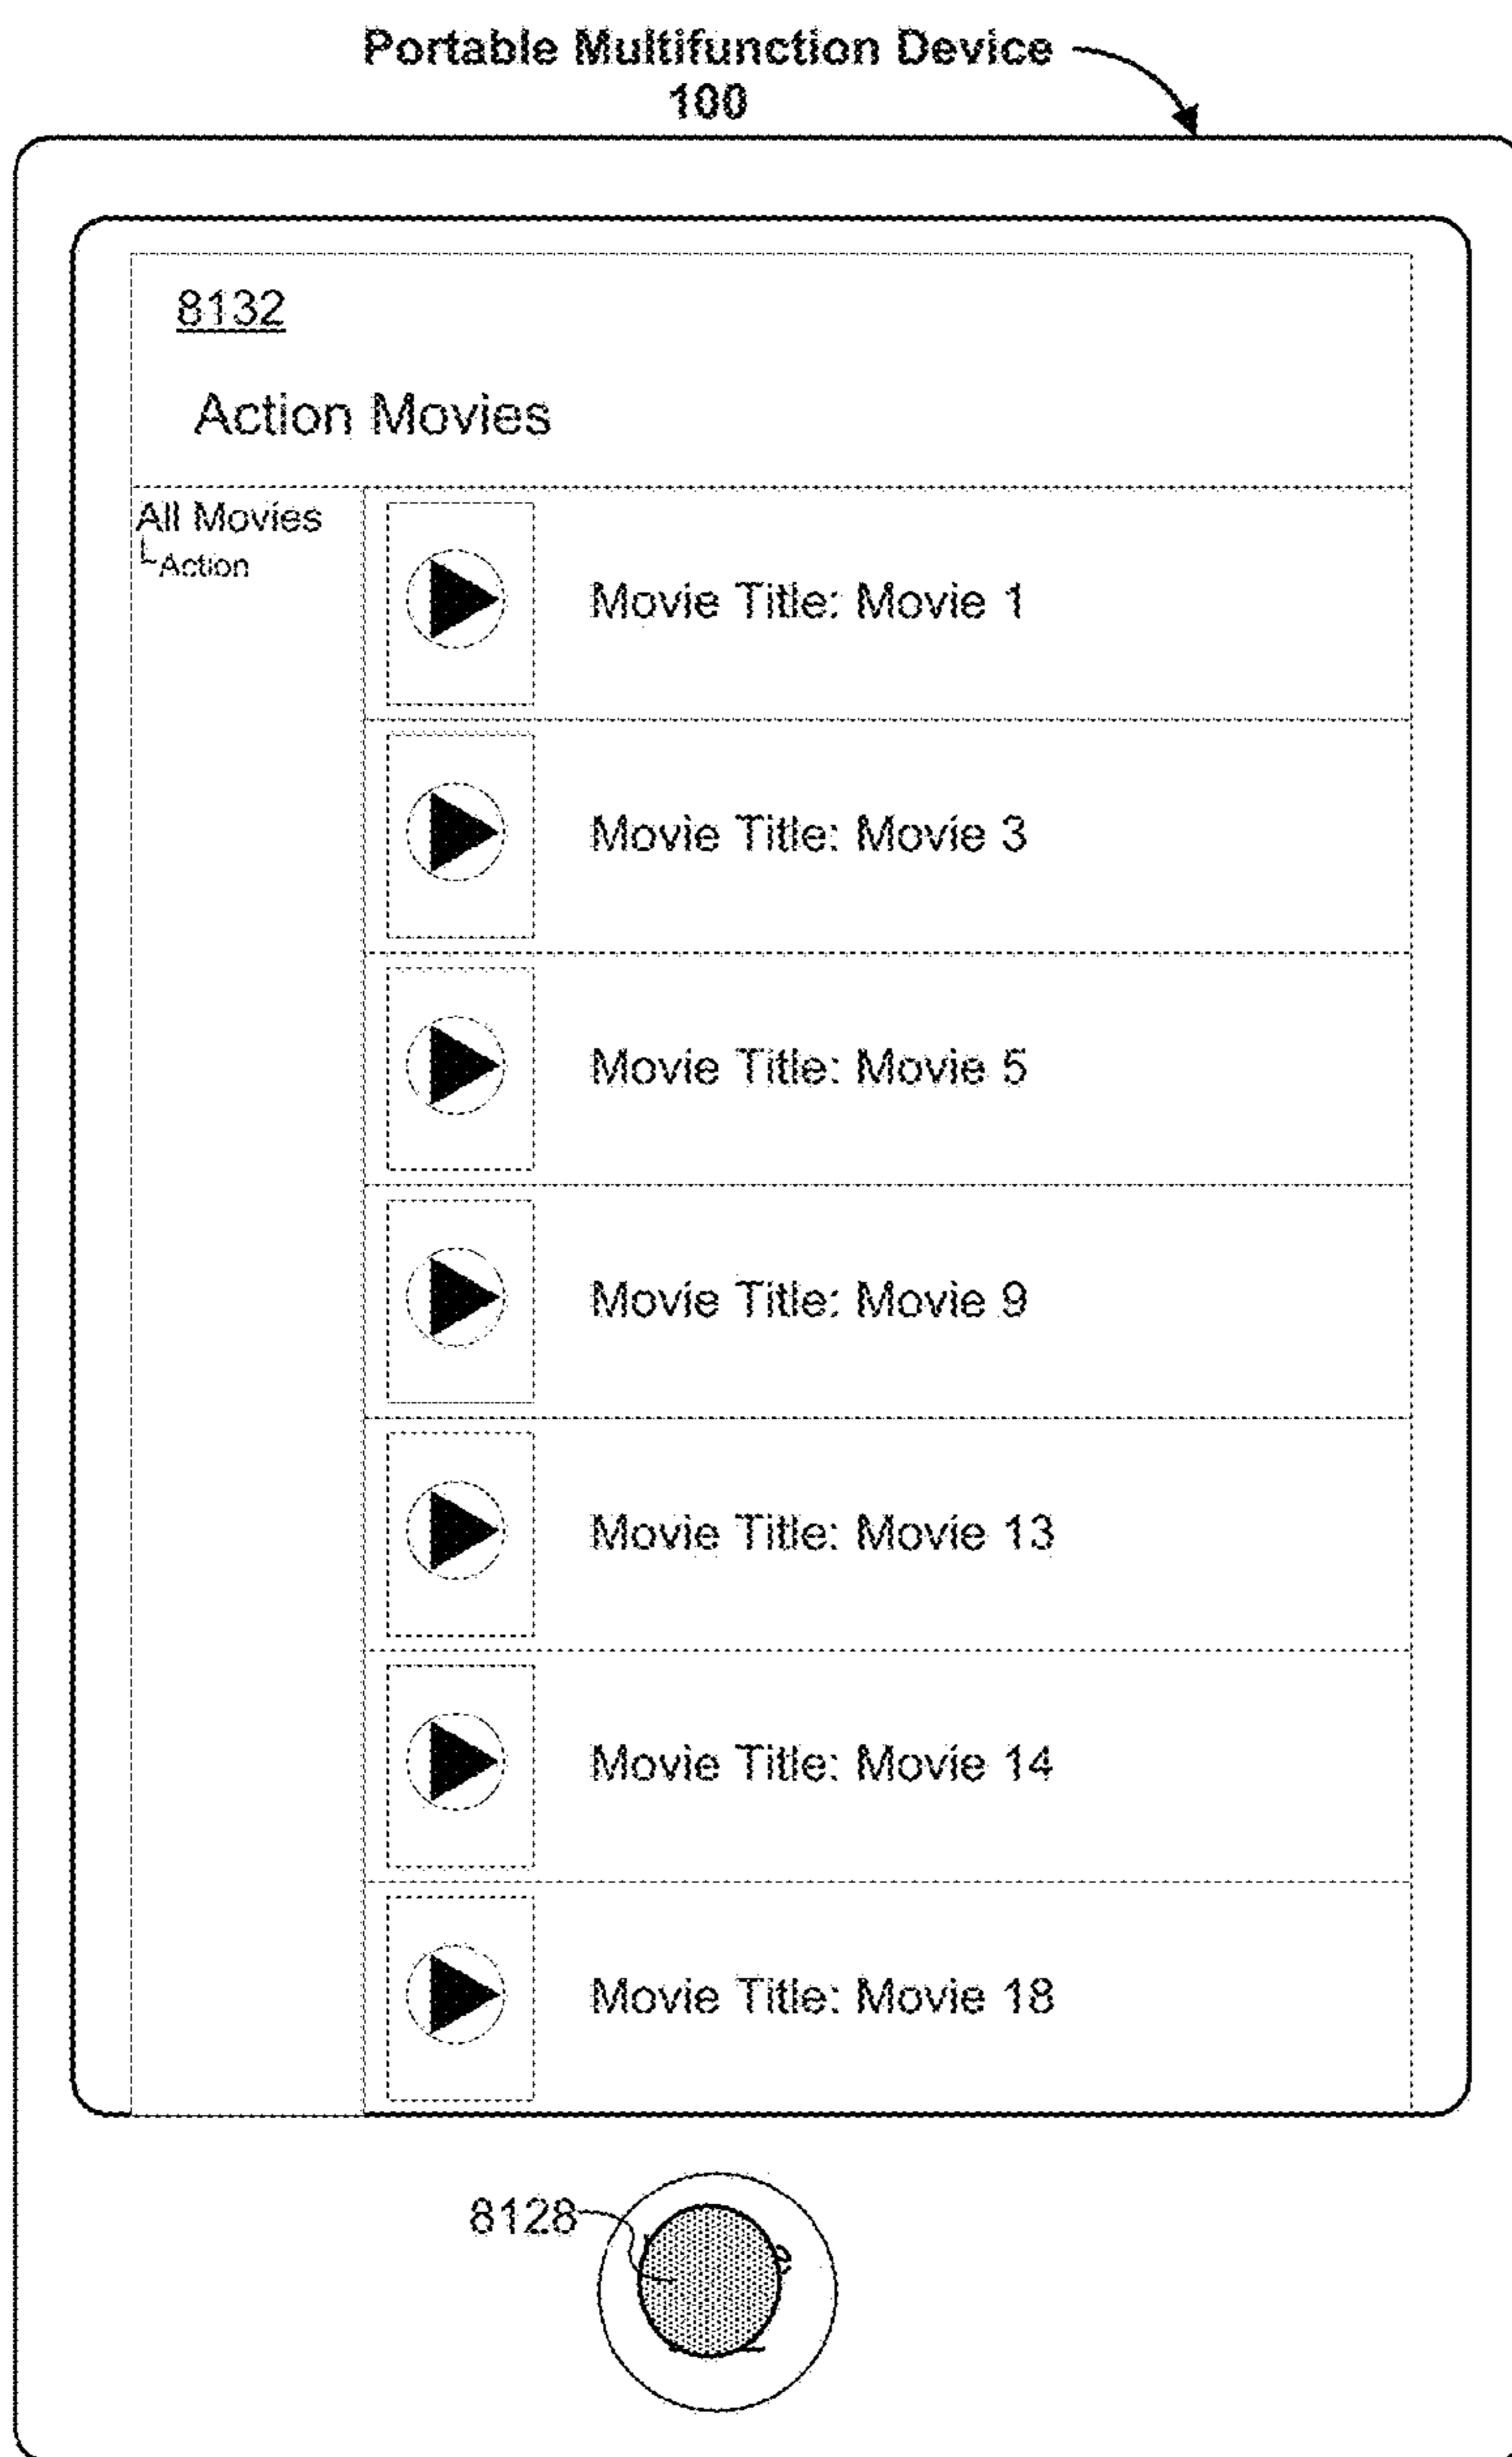 Portable Multifunction Device
100
8132
Action Movies
All Movies
Action
Movie Title: Movie 1
Movie Title: Movie 3
Movie Title: Movie 5
Movie Title: Movie 9
Movie Title: Movie 13
Movie Title: Movie 14
Movie Title: Movie 18
8128